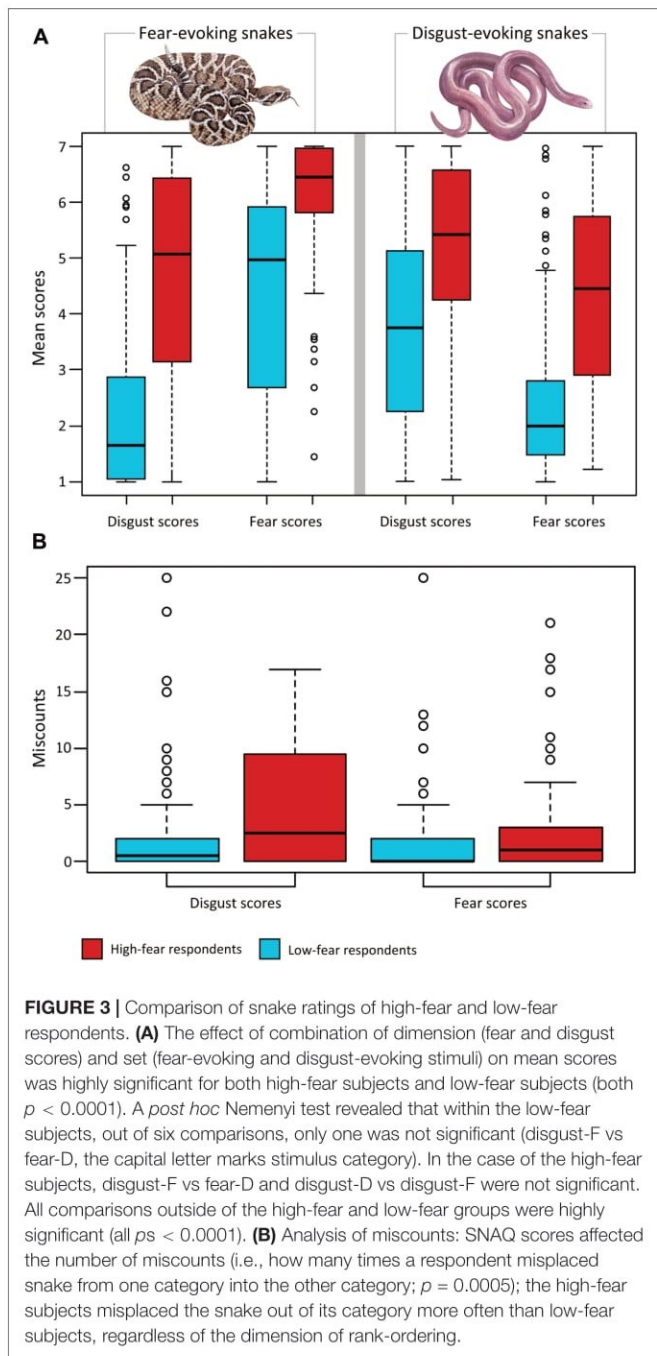 A
Fear-evoking snakes
Disgust-evoking snakes
7
6
5
4
3
2
1
Mean scores
Disgust scores
Fear scores
Disgust scores
Fear scores
B
25
20
15
10
5
0
Miscounts
Disgust scores
Fear scores
High-fear respondents
Low-fear respondents
FIGURE 3 | Comparison of snake ratings of high-fear and low-fear
respondents. (A) The effect of combination of dimension (fear and disgust
scores) and set (fear-evoking and disgust-evoking stimuli) on mean scores
was highly significant for both high-fear subjects and low-fear subjects (both
p < 0.0001). A post hoc Nemenyi test revealed that within the low-fear
subjects, out of six comparisons, only one was not significant (disgust-F vs
fear-D, the capital letter marks stimulus category). In the case of the high-fear
subjects, disgust-F vs fear-D and disgust-D vs disgust-F were not significant.
All comparisons outside of the high-fear and low-fear groups were highly
significant (all ps < 0.0001). (B) Analysis of miscounts: SNAQ scores affected
the number of miscounts (i.e., how many times a respondent misplaced
snake from one category into the other category; p = 0.0005); the high-fear
subjects misplaced the snake out of its category more often than low-fear
subjects, regardless of the dimension of rank-ordering.